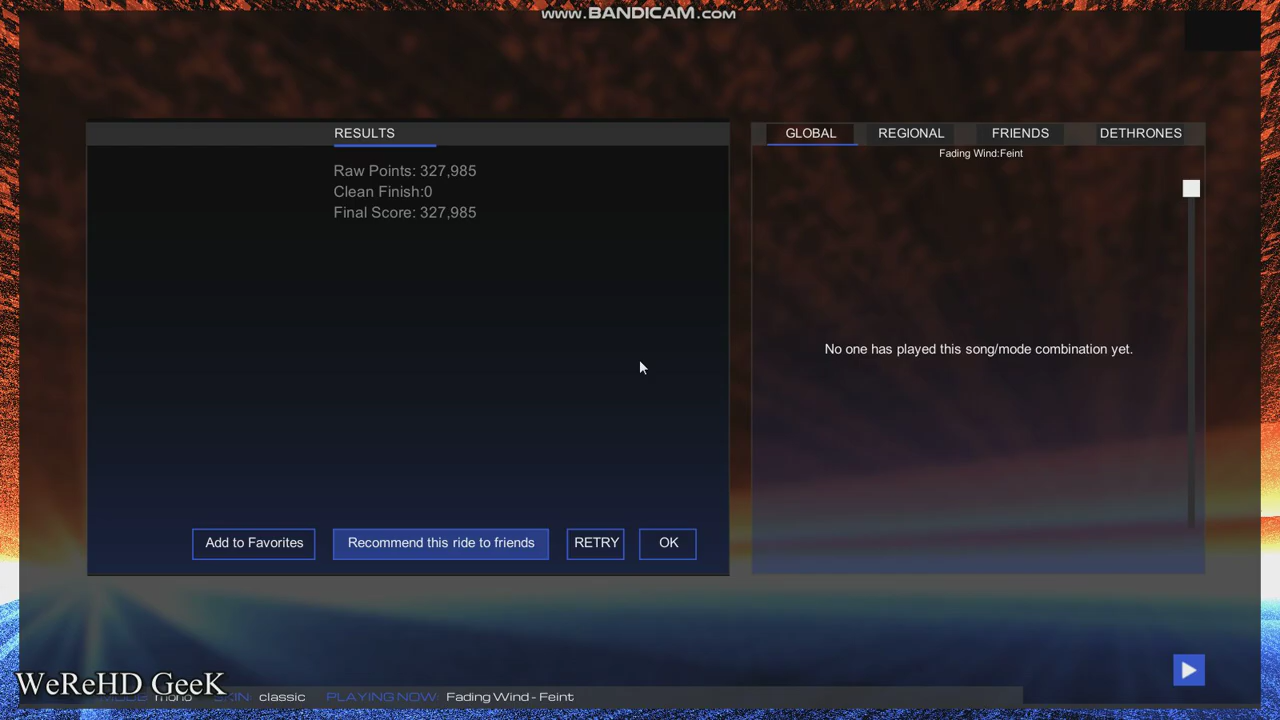 www.BANDICAM.com
RESULTS
Raw Points: 327,985
Clean Finish:0
Final Score: 327,985
Add to Favorites
Recommend this ride to friends
RETRY
OK
GLOBAL
REGIONAL
FRIENDS
DETHRONES
Fading Wind:Feint
No one has played this song/mode combination yet.
WeReHD GeeK
mono SKIN classic PLAYING NOW Fading Wind - Feint